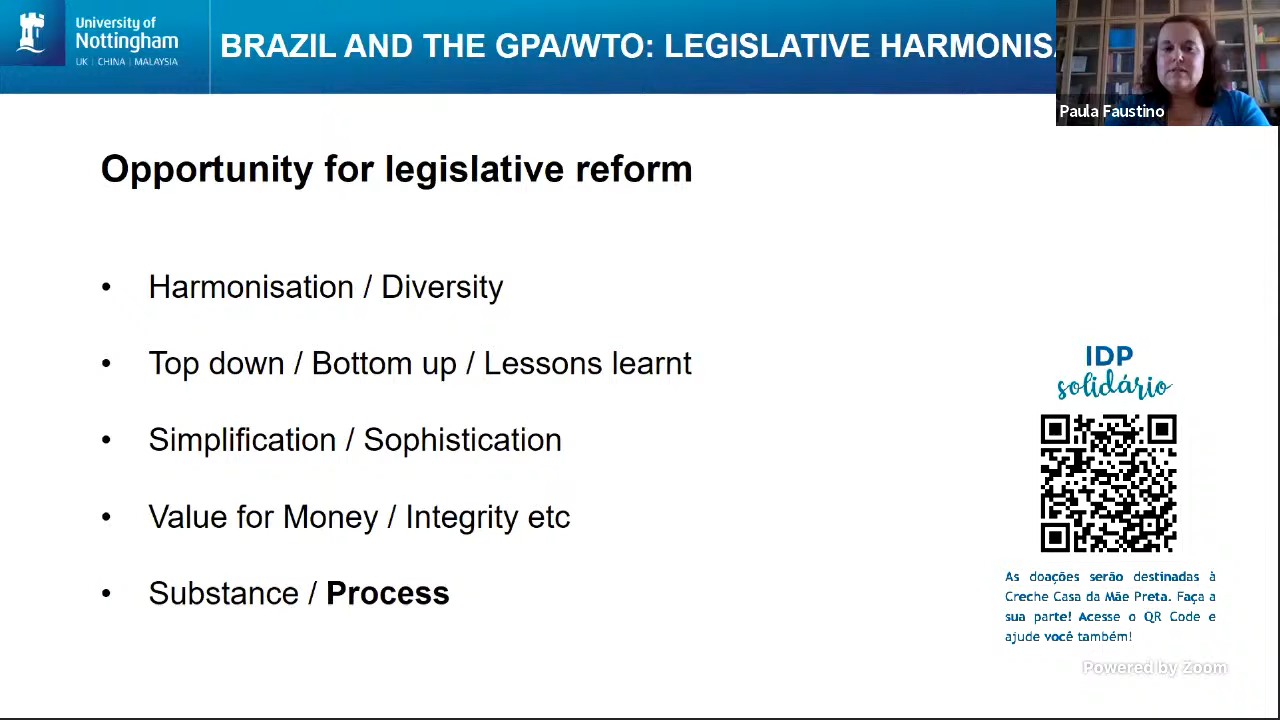 University of
Nottingham
UK | CHINA | MALAYSIA
BRAZIL AND THE GPA/WTO: LEGISLATIVE HARMONISA
Paula Faustino
Opportunity for legislative reform
• Harmonisation / Diversity
• Top down / Bottom up / Lessons learnt
• Simplification / Sophistication
• Value for Money / Integrity etc
• Substance / Process
IDP
solidário
As doações serão destinadas à
Creche Casa da Mãe Preta. Faça a
sua parte! Acesse o QR Code e
ajude você também!
Powered by Zoom